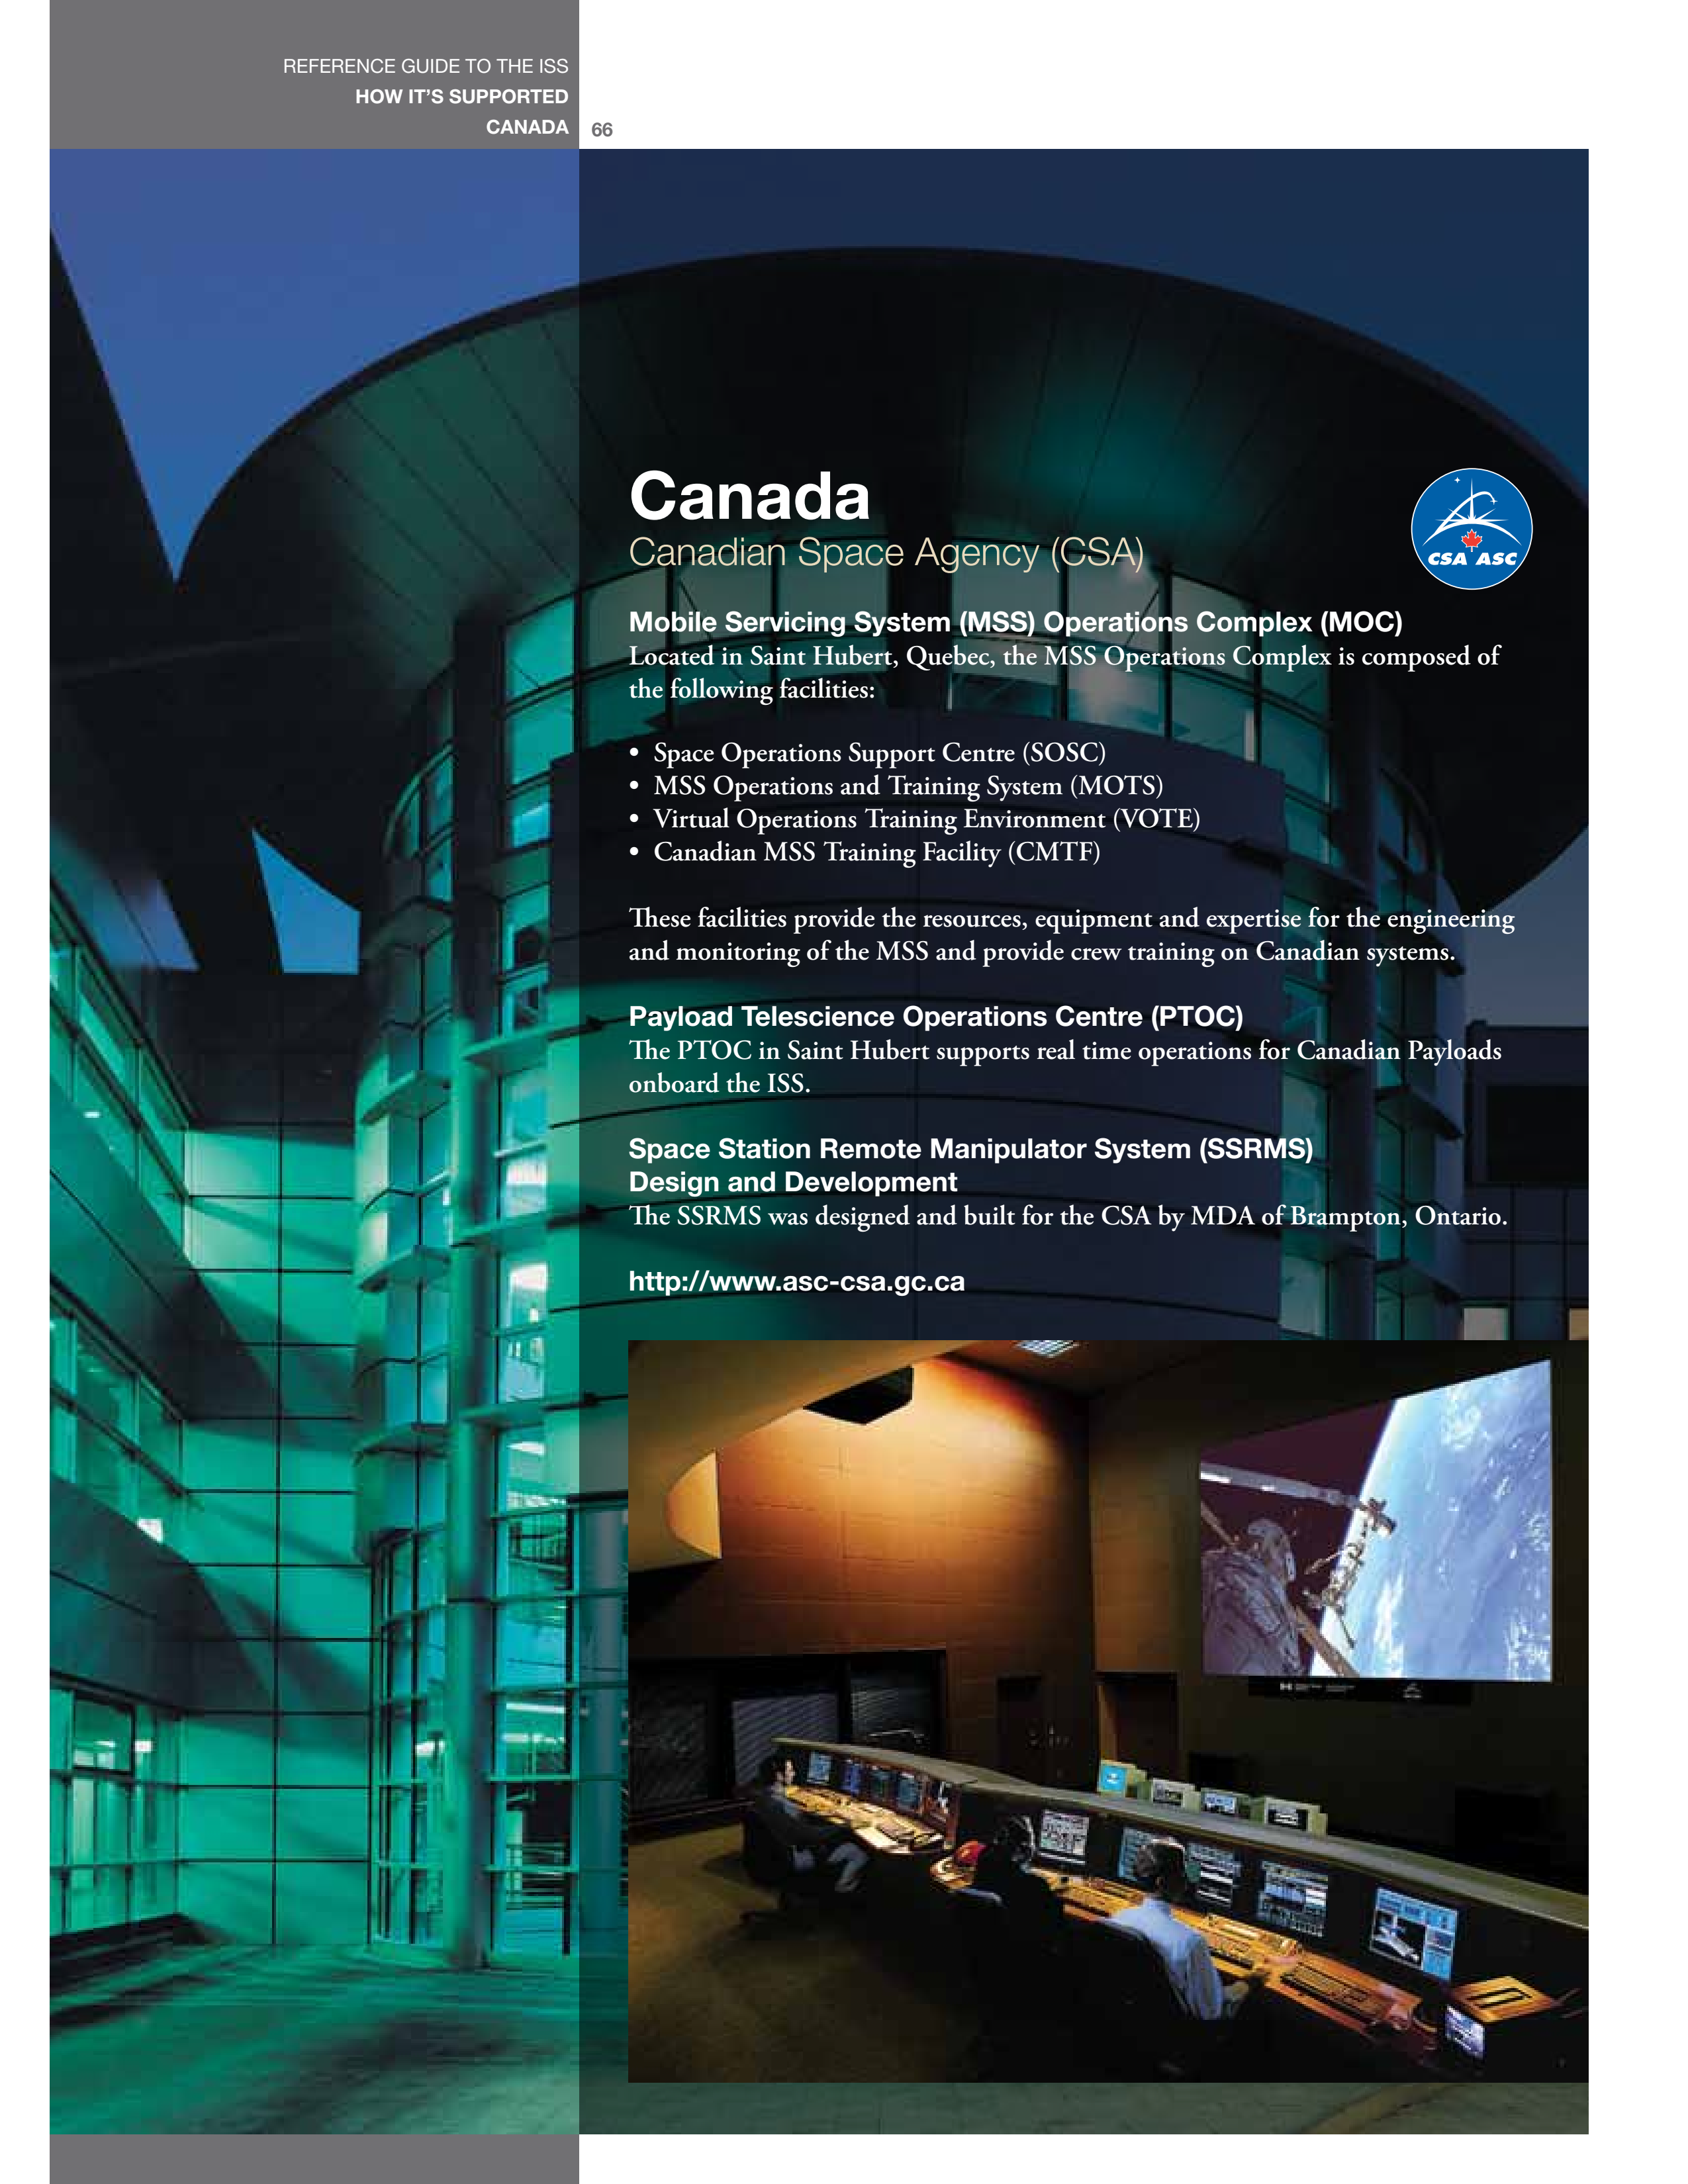 REFERENCE GUIDE TO THE ISS
HOW IT’S SUPPORTED
CANADA 66
Canada
Canadian Space Agency (CSA)
CSA ASC
Mobile Servicing System (MSS) Operations Complex (MOC)
Located in Saint Hubert, Quebec, the MSS Operations Complex is composed of
the following facilities:
• Space Operations Support Centre (SOSC)
• MSS Operations and Training System (MOTS)
• Virtual Operations Training Environment (VOTE)
• Canadian MSS Training Facility (CMTF)
These facilities provide the resources, equipment and expertise for the engineering
and monitoring of the MSS and provide crew training on Canadian systems.
Payload Telescience Operations Centre (PTOC)
The PTOC in Saint Hubert supports real time operations for Canadian Payloads
onboard the ISS.
Space Station Remote Manipulator System (SSRMS)
Design and Development
The SSRMS was designed and built for the CSA by MDA of Brampton, Ontario.
http://www.asc-csa.gc.ca